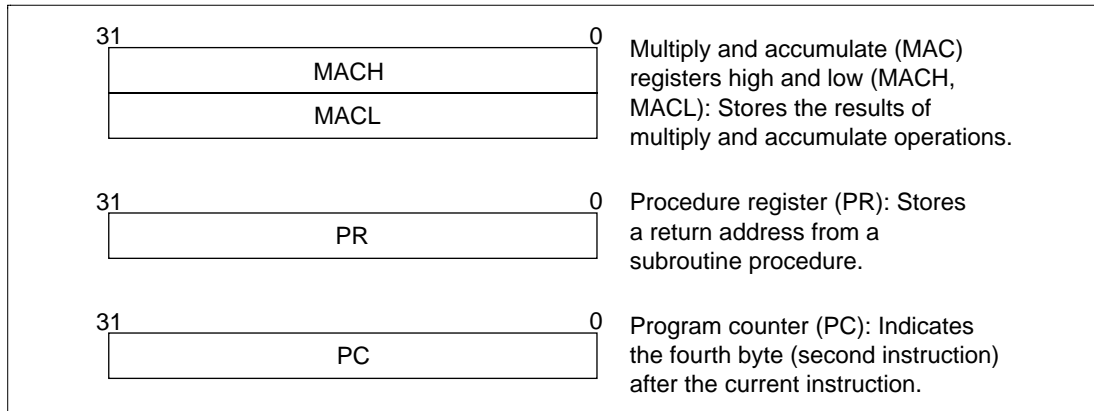 31 0
MACH
MACL
Multiply and accumulate (MAC)
registers high and low (MACH,
MACL): Stores the results of
multiply and accumulate operations.
31 0
PR
Procedure register (PR): Stores
a return address from a
subroutine procedure.
31 0
PC
Program counter (PC): Indicates
the fourth byte (second instruction)
after the current instruction.